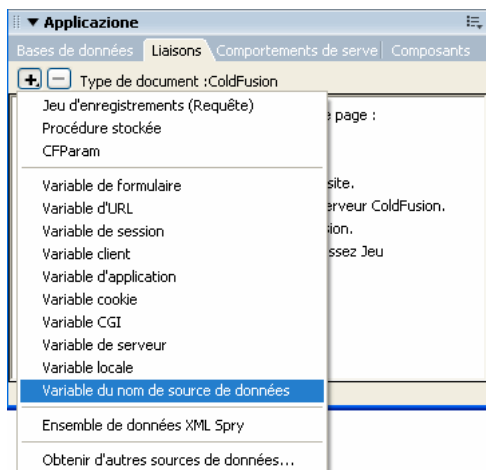 Applicazione
Bases de données Liaisons Comportements de serve Composants
Type de document :ColdFusion
Jeu d'enregistrements (Requête)
page :
Procédure stockée
CFParam
Variable de formulaire
site.
Variable d'URL
erveur ColdFusion.
Variable de session
sion.
Variable client
ssez Jeu
Variable d'application
Variable cookie
Variable CGI
Variable de serveur
Variable locale
Variable du nom de source de données
Ensemble de données XML Spry
Obtenir d'autres sources de données...